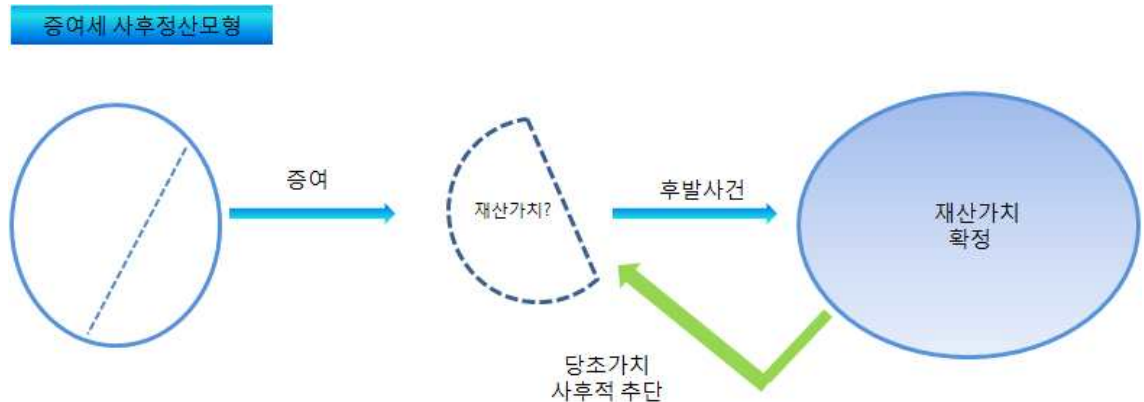 증여세 사후정산모형
증여
재산가치?
후발사건
재산가치
확정
당초가치
사후적 추단